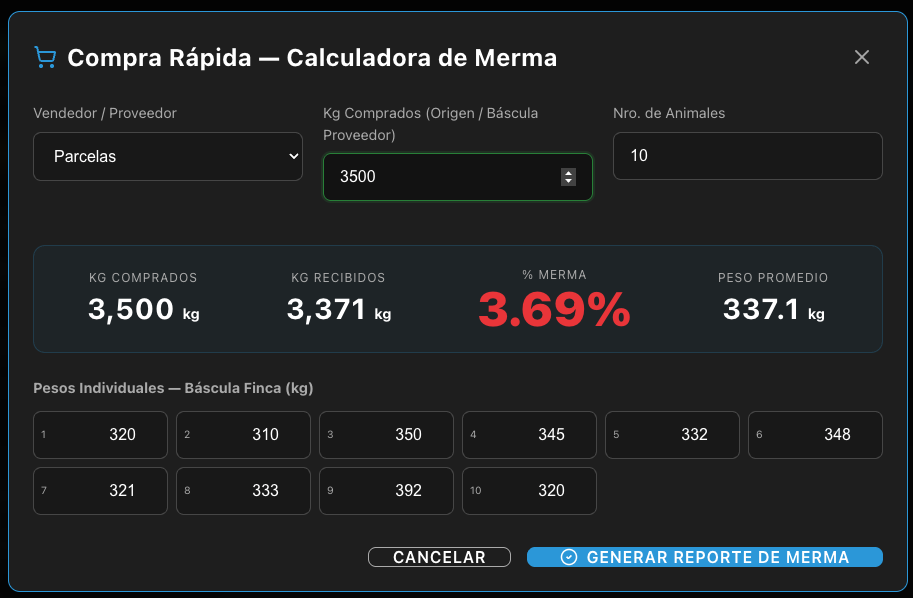 Compra Rápida — Calculadora de Merma
Vendedor / Proveedor
Parcelas
Kg Comprados (Origen / Báscula
Proveedor)
3500
Nro. de Animales
10
KG COMPRADOS
3,500 kg
KG RECIBIDOS
3,371 kg
% MERMA
3.69%
PESO PROMEDIO
337.1 kg
Pesos Individuales — Báscula Finca (kg)
1 320
2 310
3 350
4 345
5 332
6 348
7 321
8 333
9 392
10 320
CANCELAR
GENERAR REPORTE DE MERMA